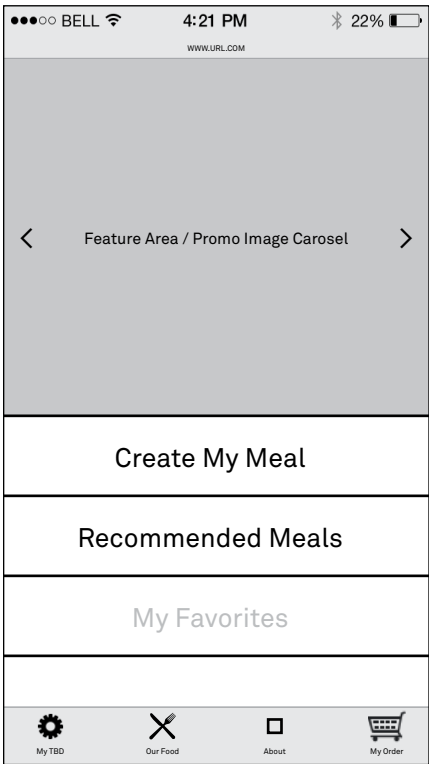 BELL 4:21 PM 22%
WWW.URL.COM
Feature Area / Promo Image Carosel
Create My Meal
Recommended Meals
My Favorites
My TBD Our Food About My Order